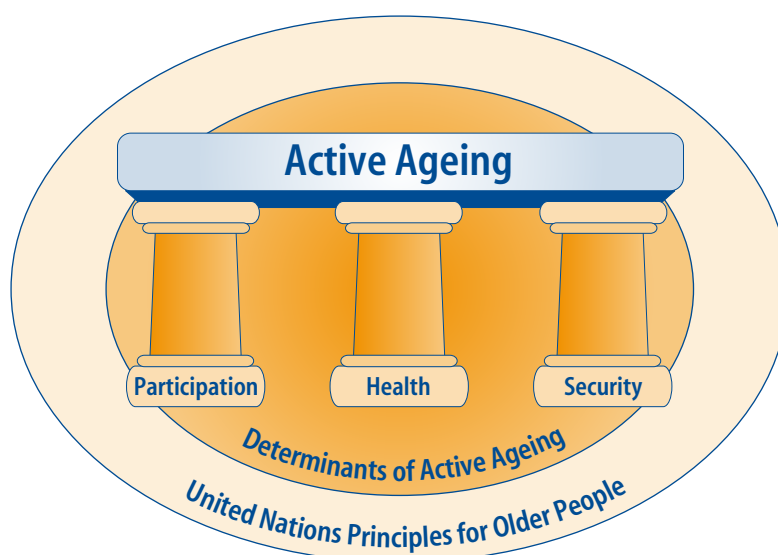 Active Ageing
Participation
Health
Security
Determinants of Active Ageing
United Nations Principles for Older People